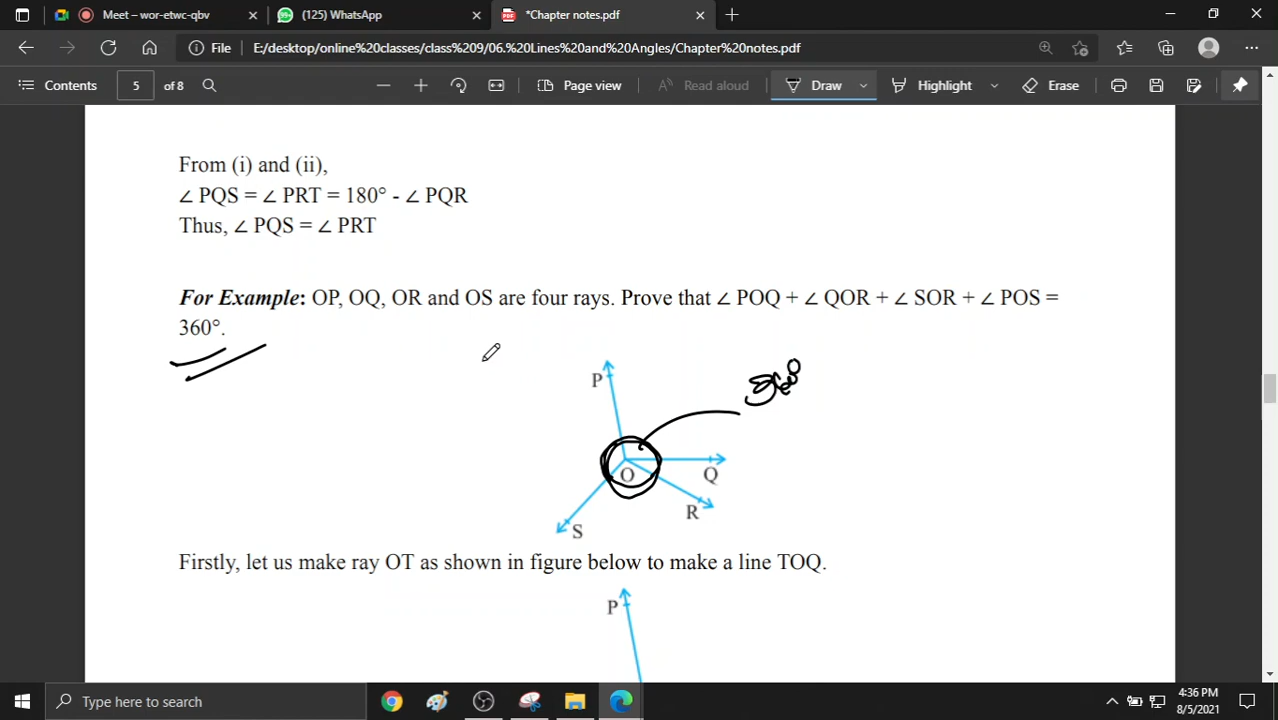 Meet – wor-etwc-qbv
(125) WhatsApp
*Chapter notes.pdf
File
E:/desktop/online%20classes/class%209/06.%20Lines%20and%20Angles/Chapter%20notes.pdf
Contents
5
of 8
Page view
Read aloud
Draw
Highlight
Erase
From (i) and (ii),
∠ PQS = ∠ PRT = 180° - ∠ PQR
Thus, ∠ PQS = ∠ PRT
For Example: OP, OQ, OR and OS are four rays. Prove that ∠ POQ + ∠ QOR + ∠ SOR + ∠ POS =
360°.
P
360°
O
Q
R
S
Firstly, let us make ray OT as shown in figure below to make a line TOQ.
P
Type here to search
4:36 PM
8/5/2021